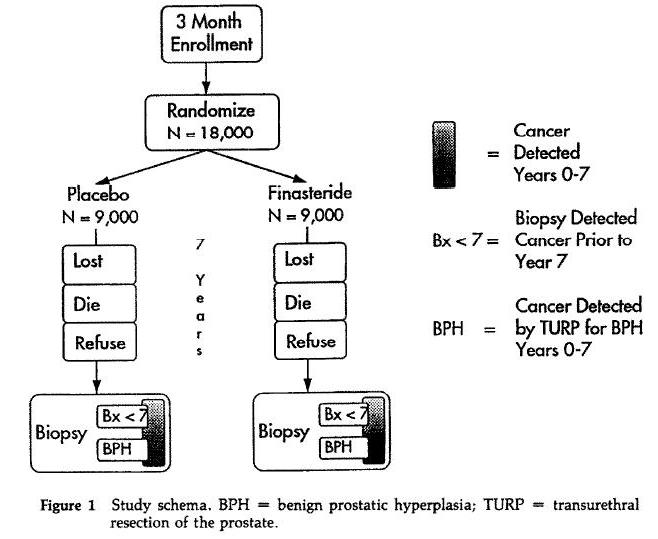 3 Month
Enrollment
Randomize
N = 18,000
Placebo
N = 9,000
Finasteride
N = 9,000
Lost
Die
Refuse
7
Years
Lost
Die
Refuse
Biopsy
Bx < 7
BPH
Biopsy
Bx < 7
BPH
= Cancer
Detected
Years 0-7
Bx < 7 = Biopsy Detected
Cancer Prior to
Year 7
BPH = Cancer Detected
by TURP for BPH
Years 0-7
Figure 1 Study schema. BPH = benign prostatic hyperplasia; TURP = transurethral
resection of the prostate.